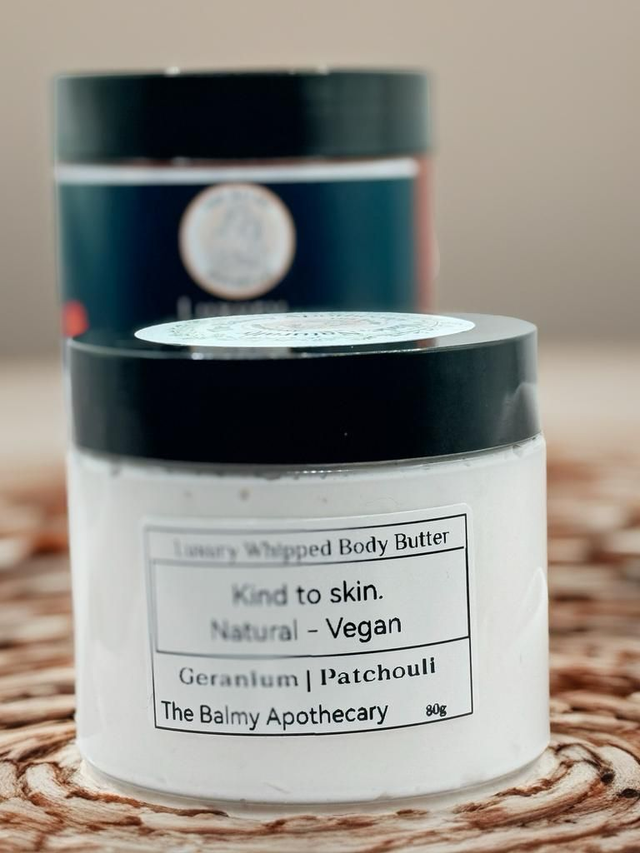 Luxury Whipped Body Butter
Kind to skin.
Natural - Vegan
Geranium | Patchouli
The Balmy Apothecary 80g